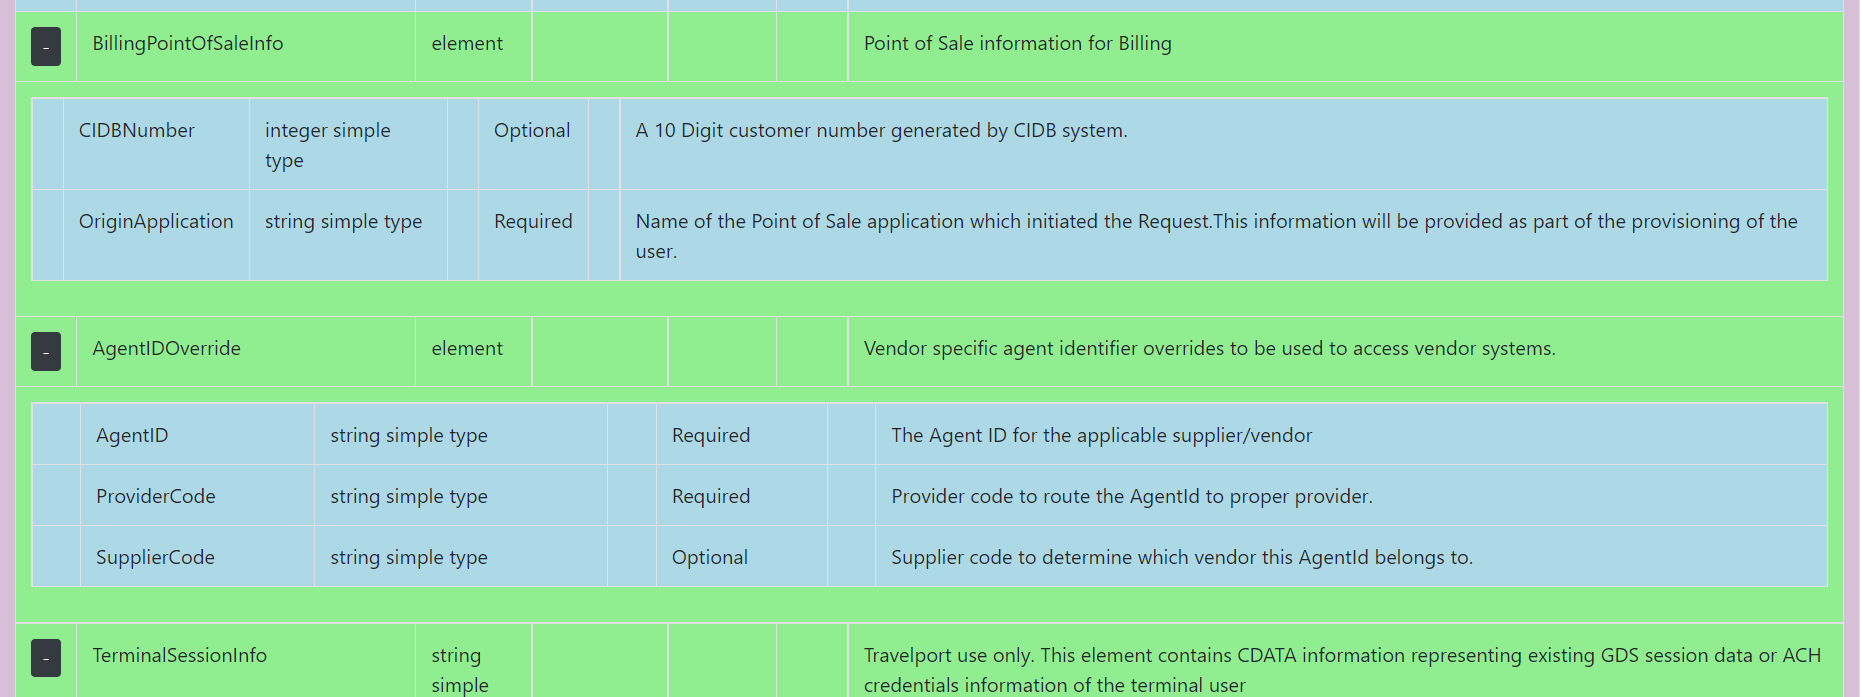 - BillingPointOfSaleInfo element Point of Sale information for Billing
CIDBNumber integer simple type Optional A 10 Digit customer number generated by CIDB system.
OriginApplication string simple type Required Name of the Point of Sale application which initiated the Request.This information will be provided as part of the provisioning of the
user.
- AgentIDOverride element Vendor specific agent identifier overrides to be used to access vendor systems.
AgentID string simple type Required The Agent ID for the applicable supplier/vendor
ProviderCode string simple type Required Provider code to route the AgentId to proper provider.
SupplierCode string simple type Optional Supplier code to determine which vendor this AgentId belongs to.
- TerminalSessionInfo string simple Travelport use only. This element contains CDATA information representing existing GDS session data or ACH
credentials information of the terminal user